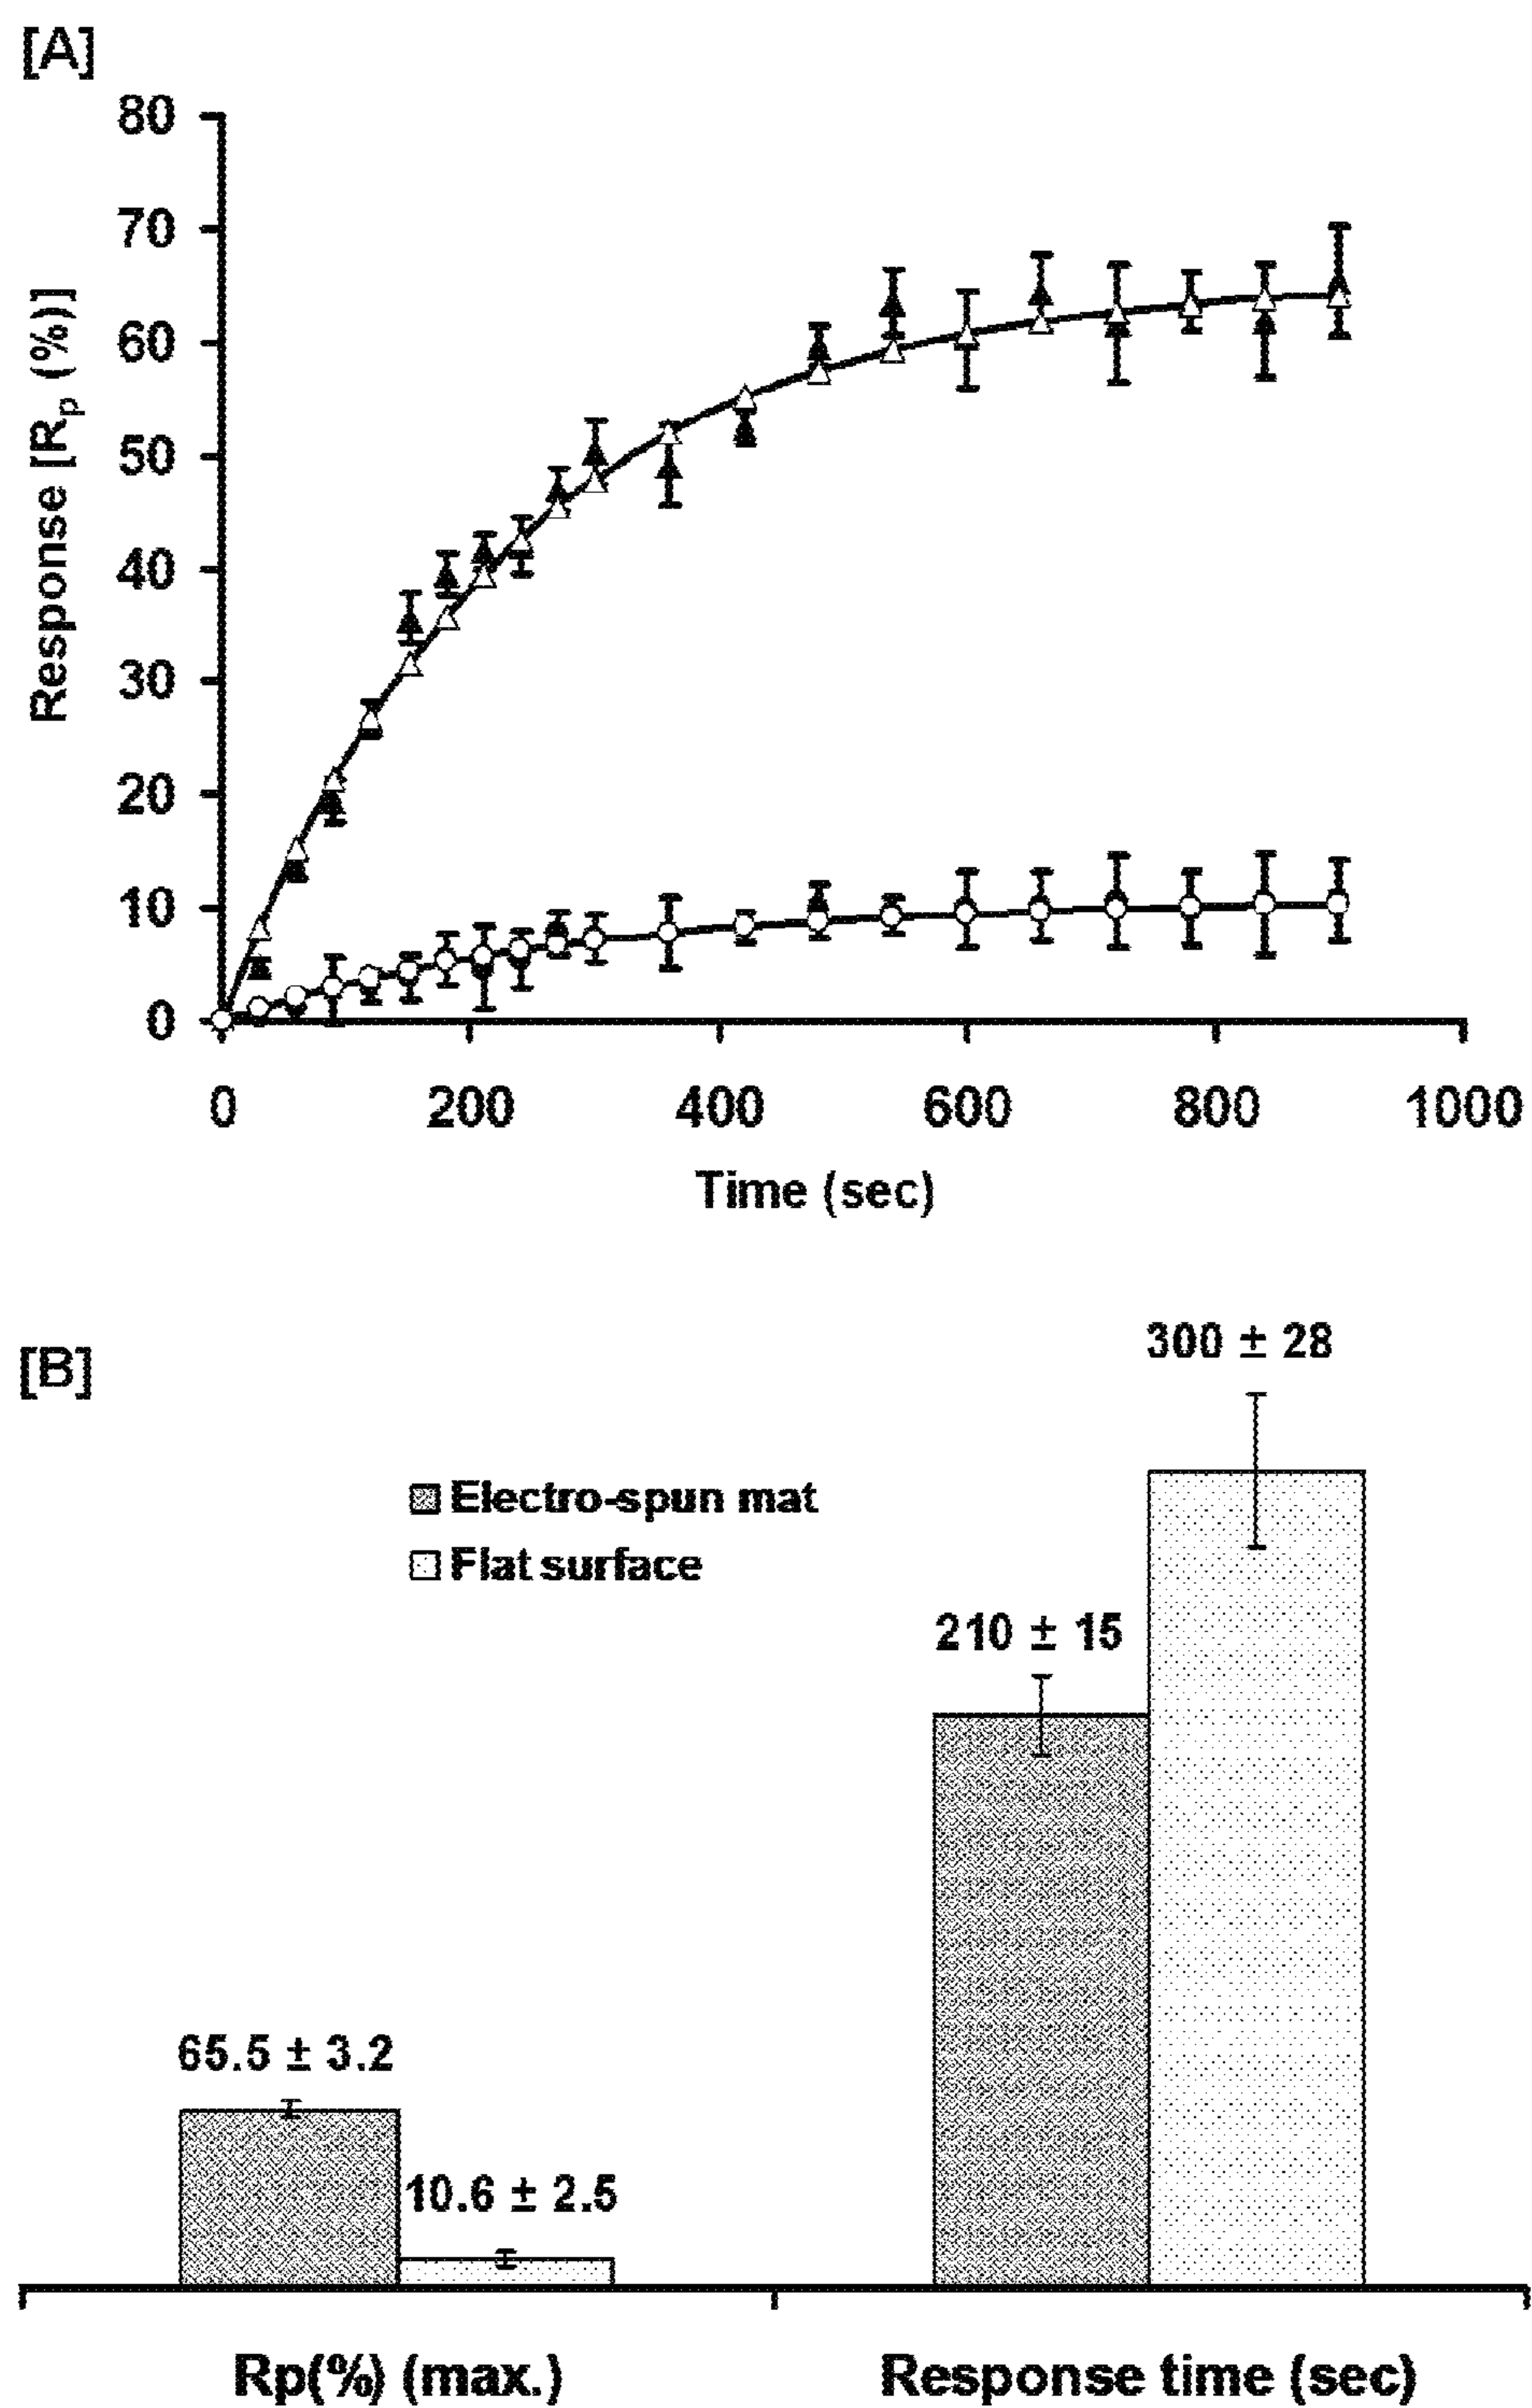 [A]
80
70
60
50
40
30
20
10
0
Response [Rp (%)]
0 200 400 600 800 1000
Time (sec)
[B]
300 ± 28
Electro-spun mat
Flat surface
210 ± 15
65.5 ± 3.2
10.6 ± 2.5
Rp(%) (max.) Response time (sec)